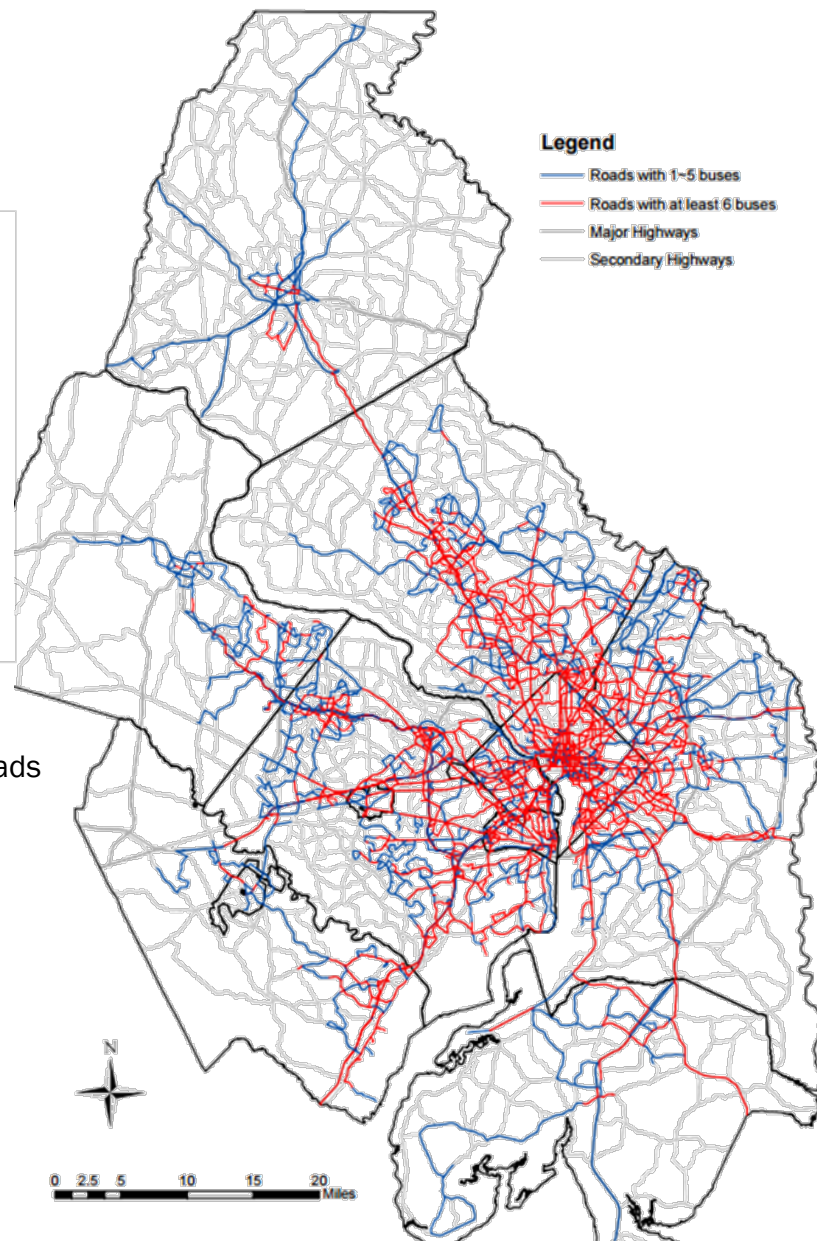 Legend
Roads with 1~5 buses
Roads with at least 6 buses
Major Highways
Secondary Highways
ads
N
0 2.5 5 10 15 20
Miles